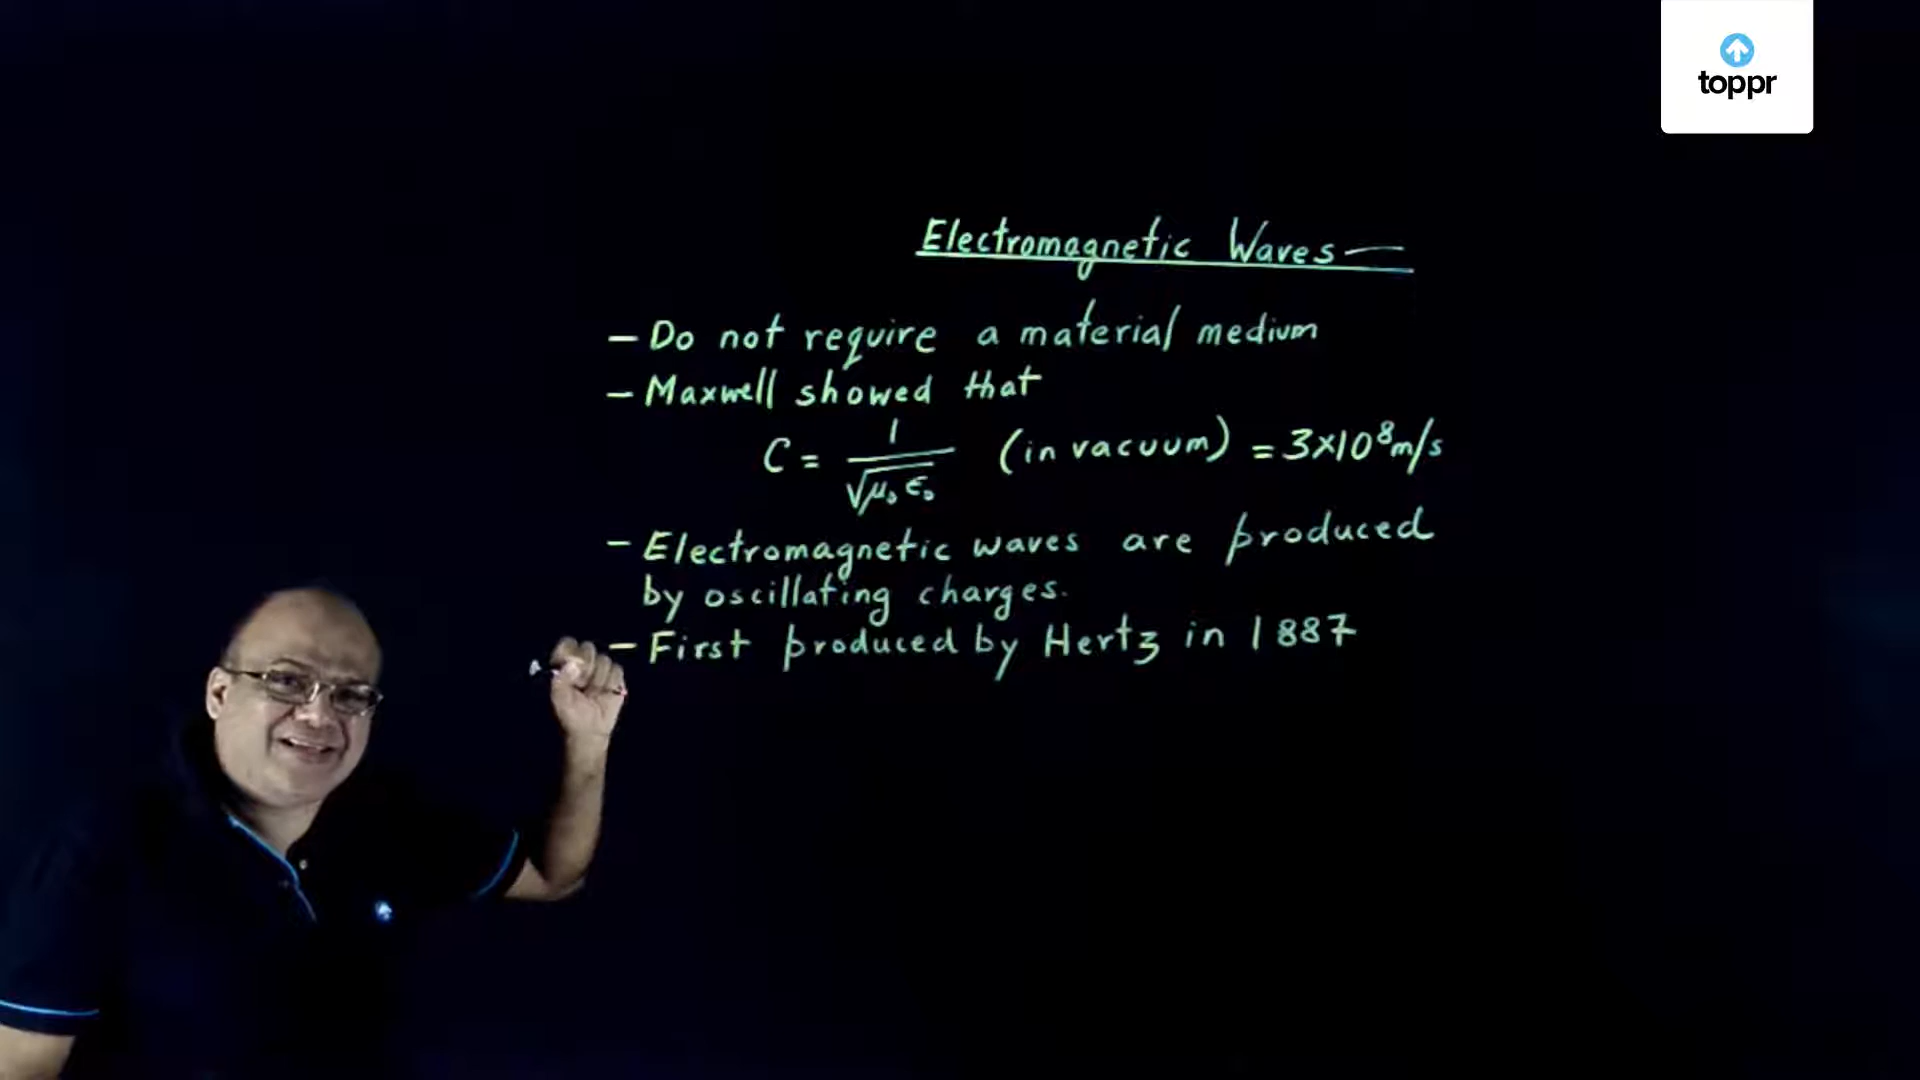 toppr
Electromagnetic Waves —
— Do not require a material medium
— Maxwell showed that
C = 1/√μ₀ε₀ (in vacuum) = 3×10⁸m/s
– Electromagnetic waves are produced
by oscillating charges.
– First produced by Hertz in 1887